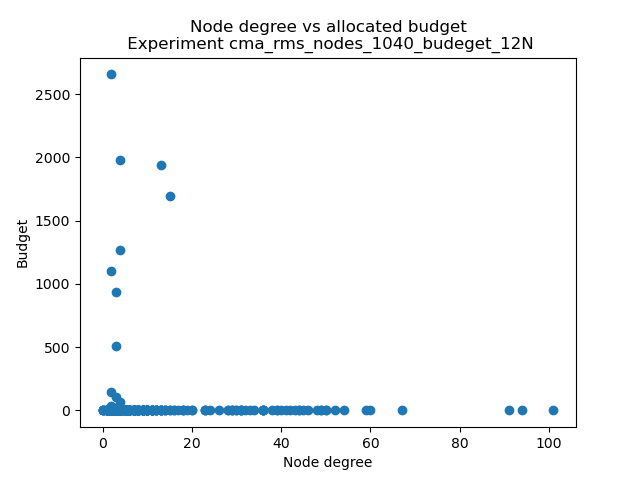 Node degree vs allocated budget
Experiment cma_rms_nodes_1040_budeget_12N
Budget
2500
2000
1500
1000
500
0
0 20 40 60 80 100
Node degree